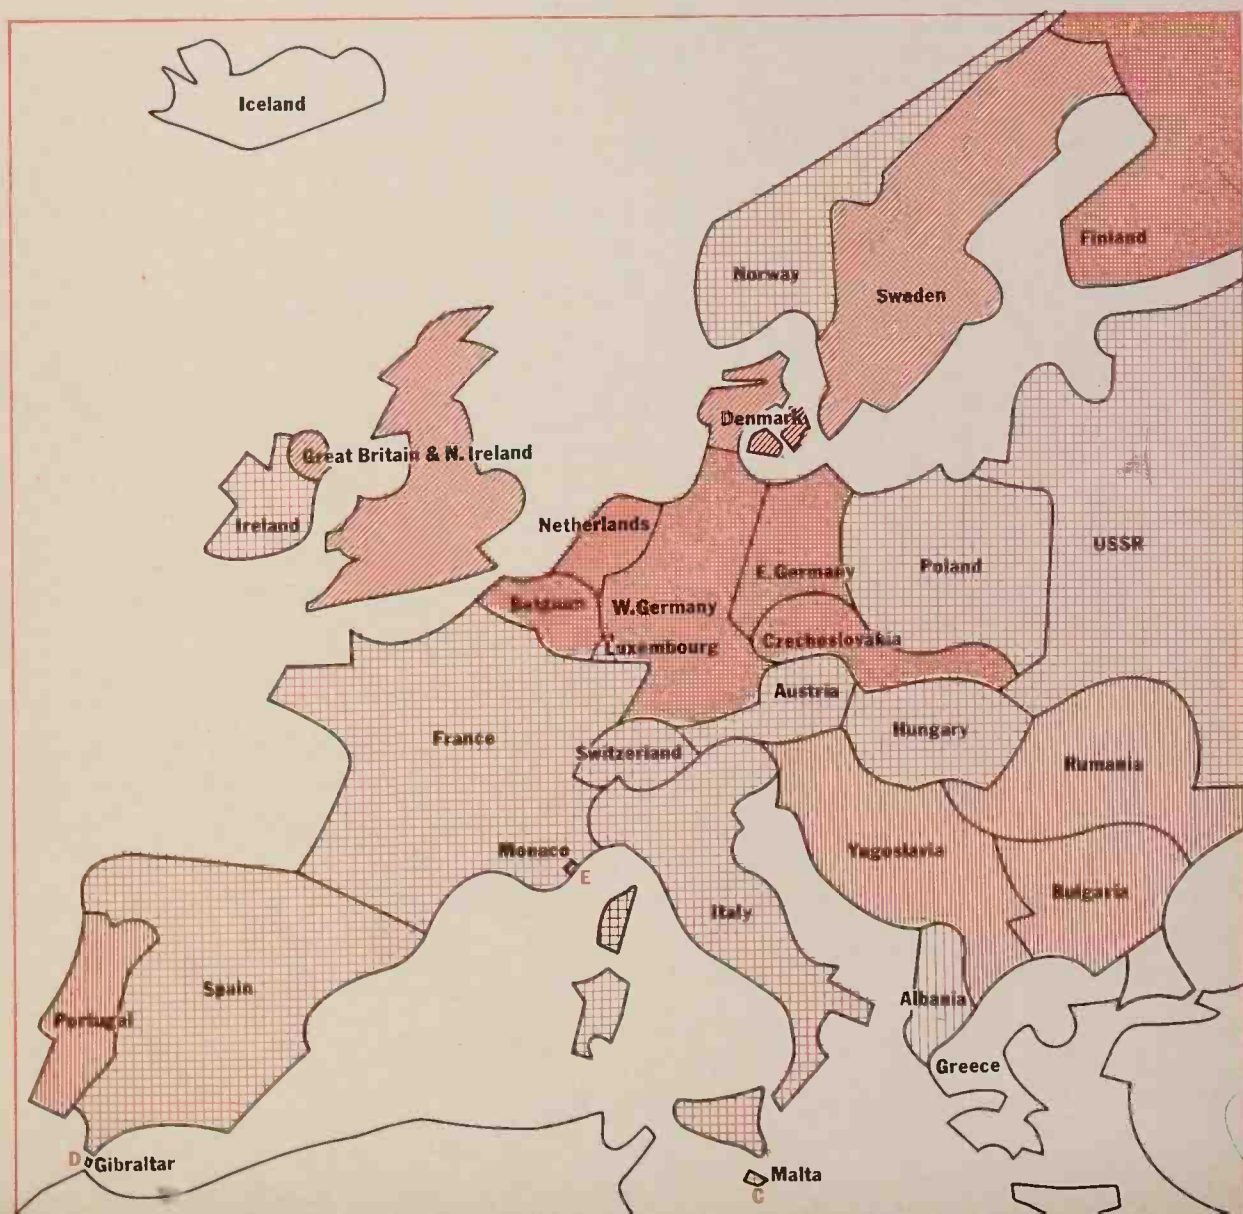 Iceland
Finland
Norway
Sweden
Denmark
Great Britain & N. Ireland
Ireland
Netherlands
USSR
Poland
E. Germany
Belgium
W. Germany
Czechoslovakia
Luxembourg
Austria
Hungary
France
Switzerland
Rumania
Monaco
E
Yugoslavia
Bulgaria
Italy
Spain
Albania
Portugal
Greece
D
Gibraltar
Malta
C